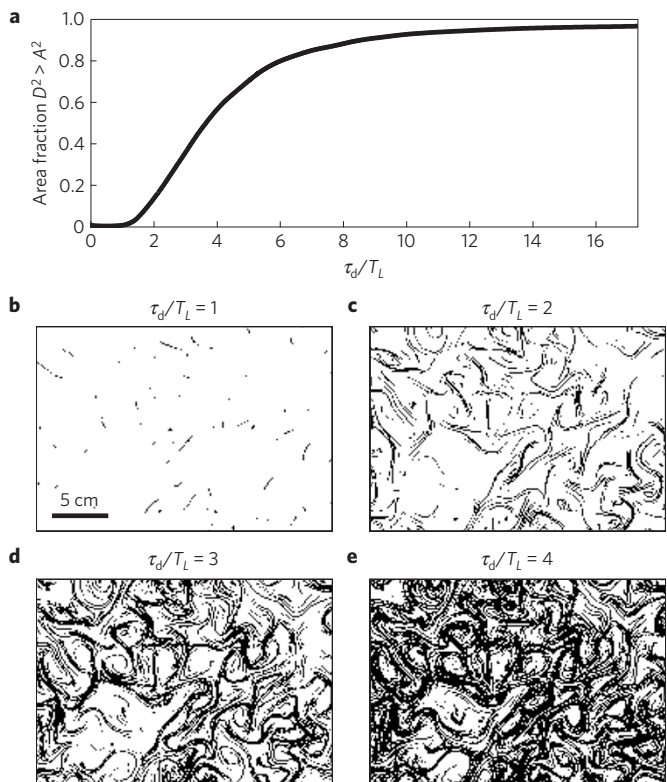 a
1.0
0.8
0.6
0.4
0.2
0
Area fraction D² > A²
0 2 4 6 8 10 12 14 16
τd/TL
b τd/TL = 1 c τd/TL = 2
5 cm
d τd/TL = 3 e τd/TL = 4